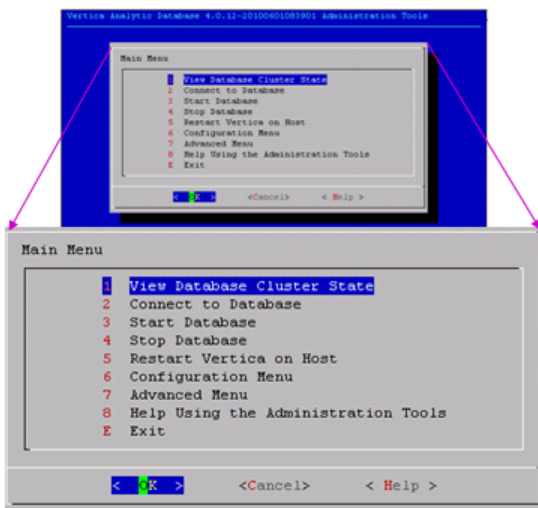 Vertica Analytic Database 4.0.12-20100601083901 Administration Tools
Main Menu
1 View Database Cluster State
2 Connect to Database
3 Start Database
4 Stop Database
5 Restart Vertica on Host
6 Configuration Menu
7 Advanced Menu
8 Help Using the Administration Tools
E Exit
< OK > <Cancel> < Help >
Main Menu
1 View Database Cluster State
2 Connect to Database
3 Start Database
4 Stop Database
5 Restart Vertica on Host
6 Configuration Menu
7 Advanced Menu
8 Help Using the Administration Tools
E Exit
< OK > <Cancel> < Help >